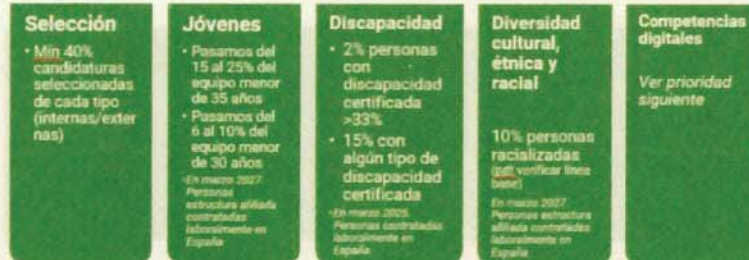 Selección
• Min 40%
candidaturas
seleccionadas
de cada tipo
(internas/exter
nas)
Jóvenes
• Pasamos del
15 al 25% del
equipo menor
de 35 años
• Pasamos del
6 al 10% del
equipo menor
de 30 años
-En marzo 2027.
Personas
estructura afiliada
contratadas
laboralmente en
España
Discapacidad
• 2% personas
con
discapacidad
certificada
>33%
• 15% con
algún tipo de
discapacidad
certificada
-En marzo 2025.
Personas contratadas
laboralmente en
España.
Diversidad
cultural,
étnica y
racial
10% personas
racializadas
(pdt verificar línea
base)
En marzo 2027.
Personas estructura
afiliada contratadas
laboralmente en
España
Competencias
digitales
Ver prioridad
siguiente